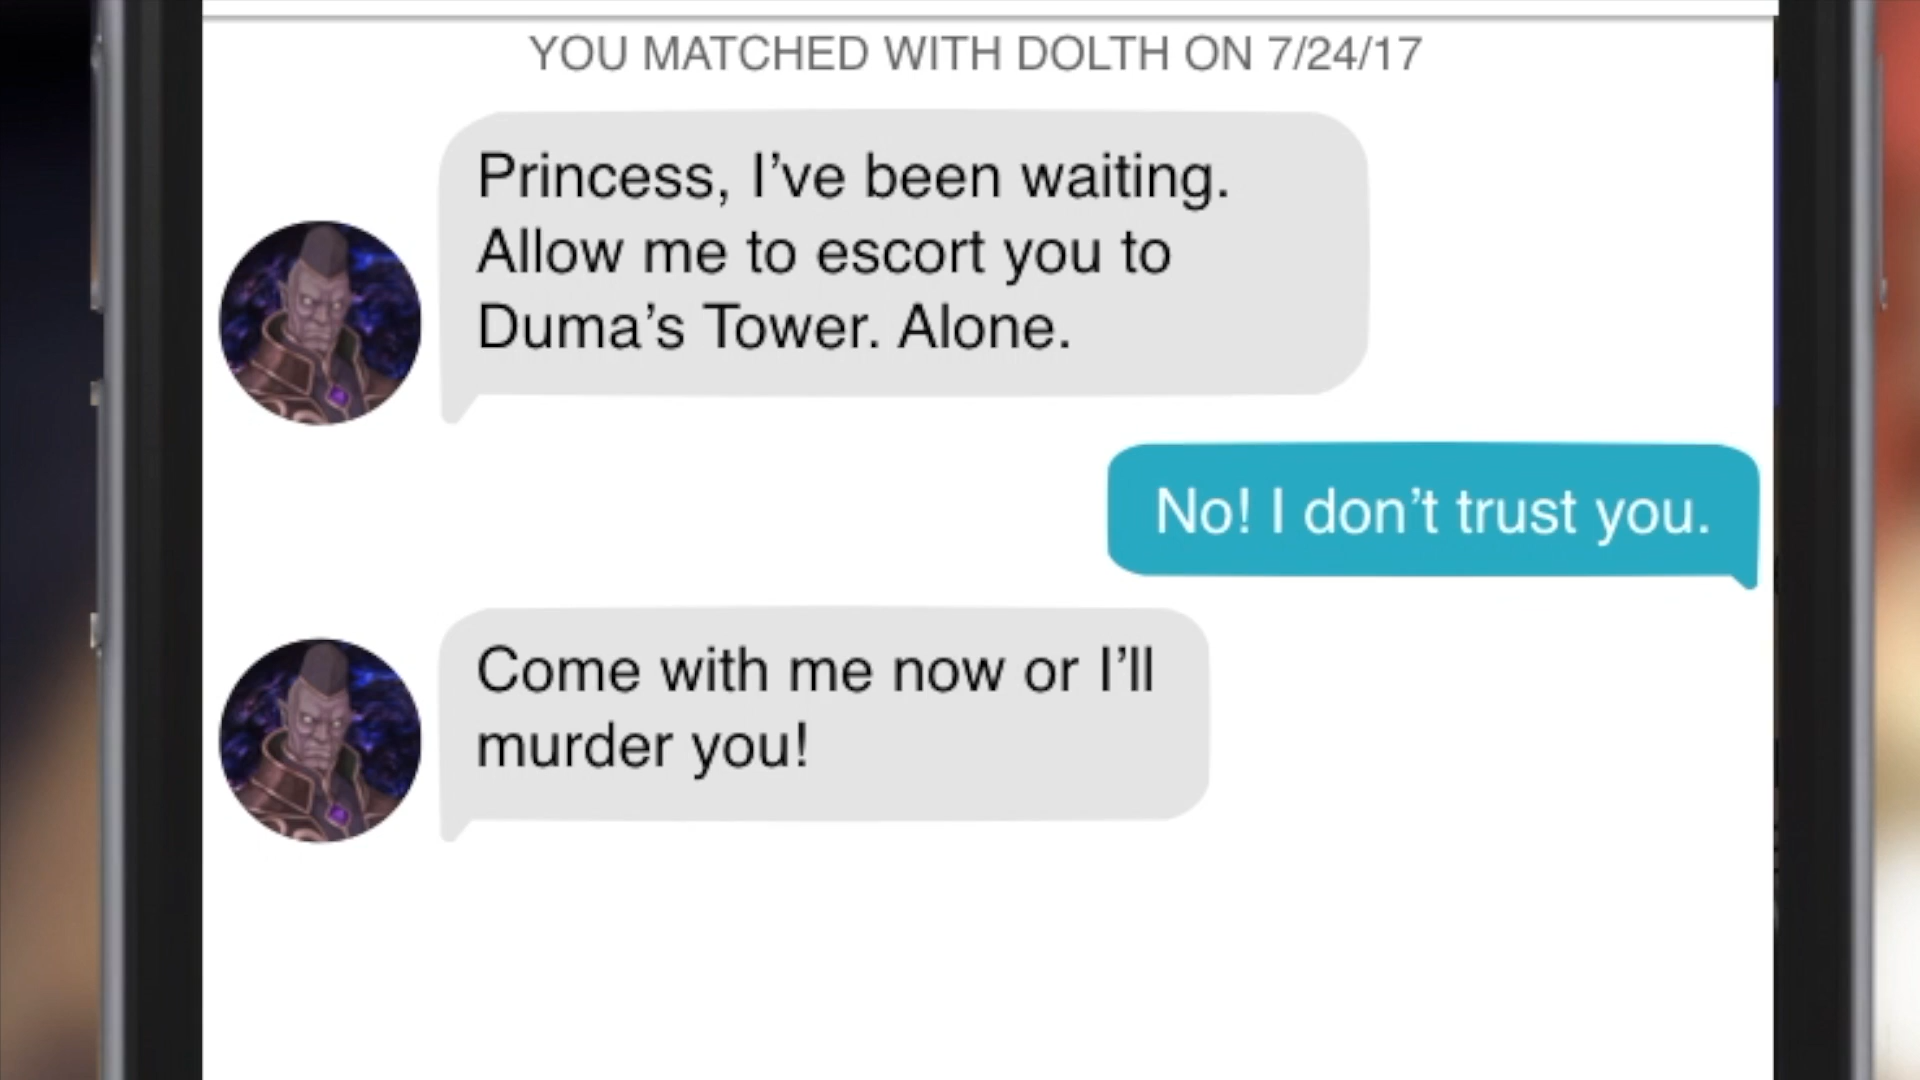 YOU MATCHED WITH DOLTH ON 7/24/17
Princess, I’ve been waiting.
Allow me to escort you to
Duma’s Tower. Alone.
No! I don’t trust you.
Come with me now or I’ll
murder you!